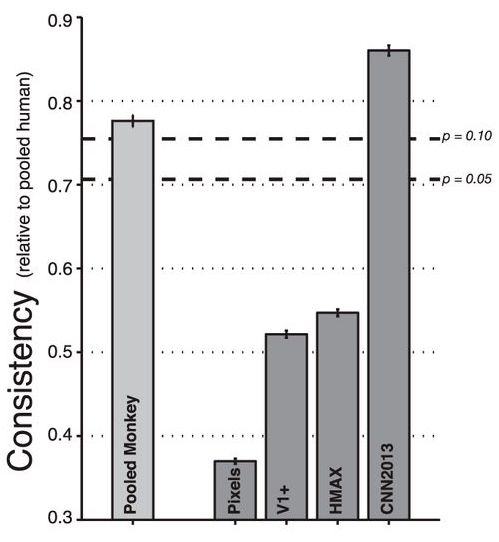 Consistency (relative to pooled human)
0.9
0.8
0.7
0.6
0.5
0.4
0.3
p = 0.10
p = 0.05
Pooled Monkey
Pixels
V1+
HMAX
CNN2013